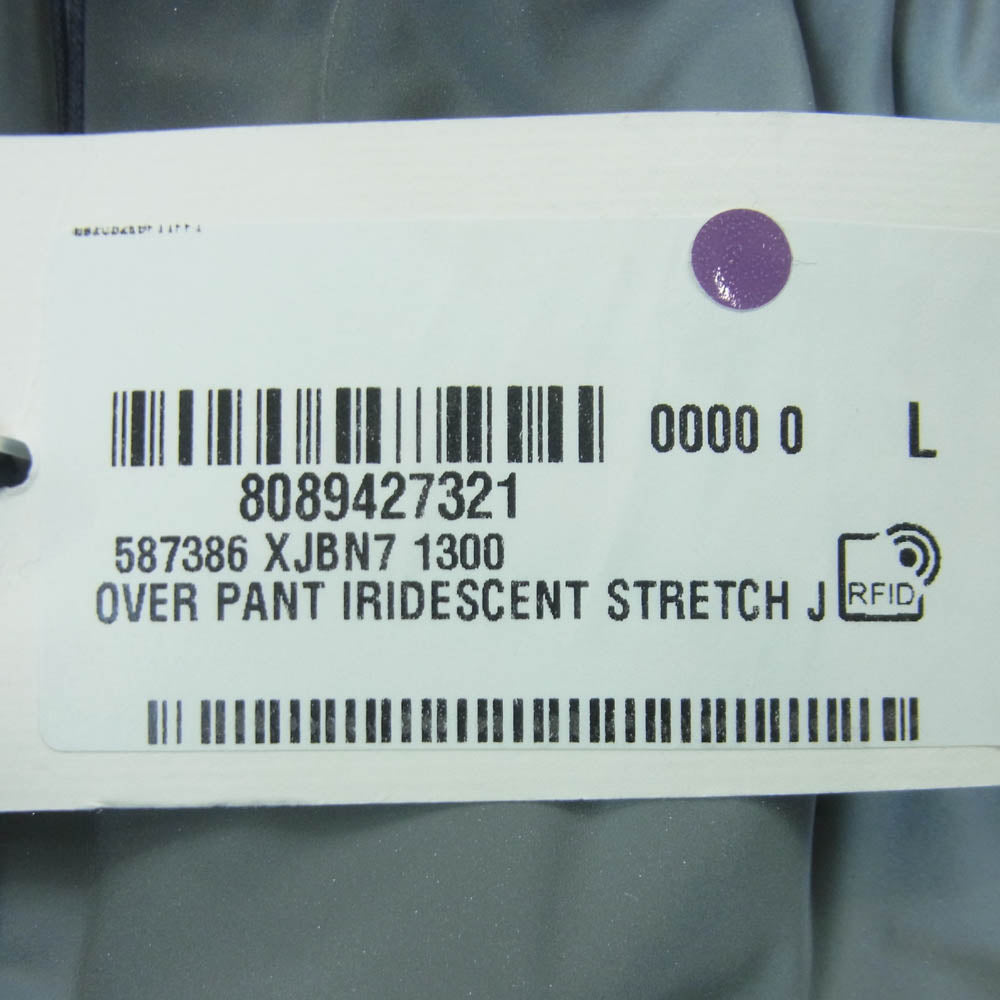 0000 0 L
8089427321
587386 XJBN7 1300
OVER PANT IRIDESCENT STRETCH J
RFID